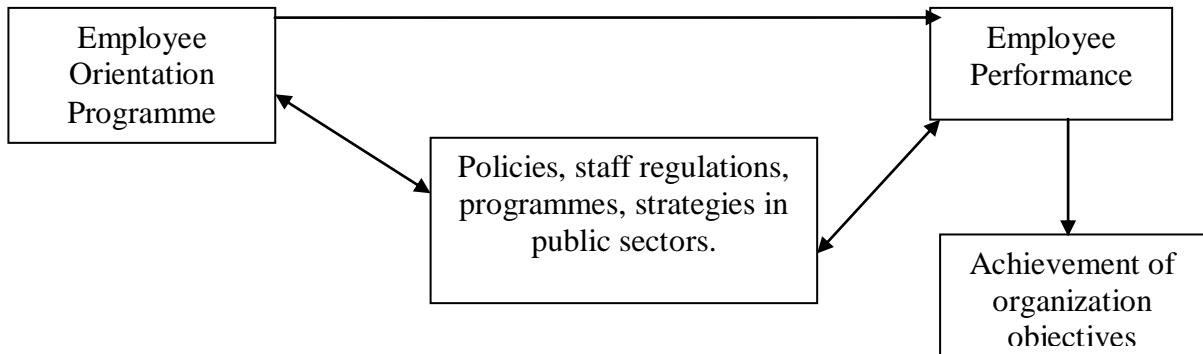 Employee
Orientation
Programme
Employee
Performance
Policies, staff regulations,
programmes, strategies in
public sectors.
Achievement of
organization
objectives